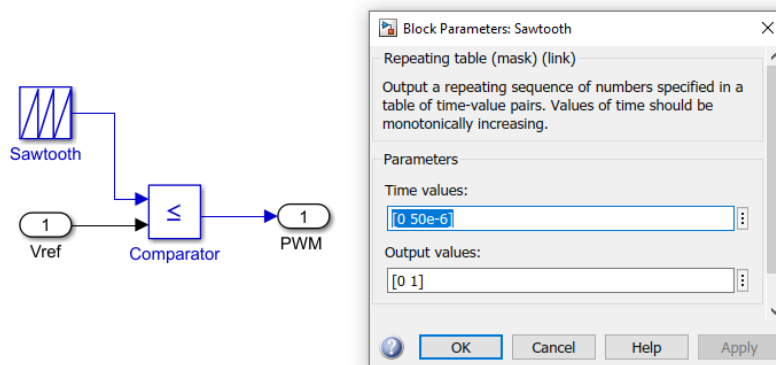 Sawtooth
≤
Comparator
1
Vref
1
PWM
Block Parameters: Sawtooth
Repeating table (mask) (link)
Output a repeating sequence of numbers specified in a
table of time-value pairs. Values of time should be
monotonically increasing.
Parameters
Time values:
[0 50e-6]
Output values:
[0 1]
?
OK
Cancel
Help
Apply